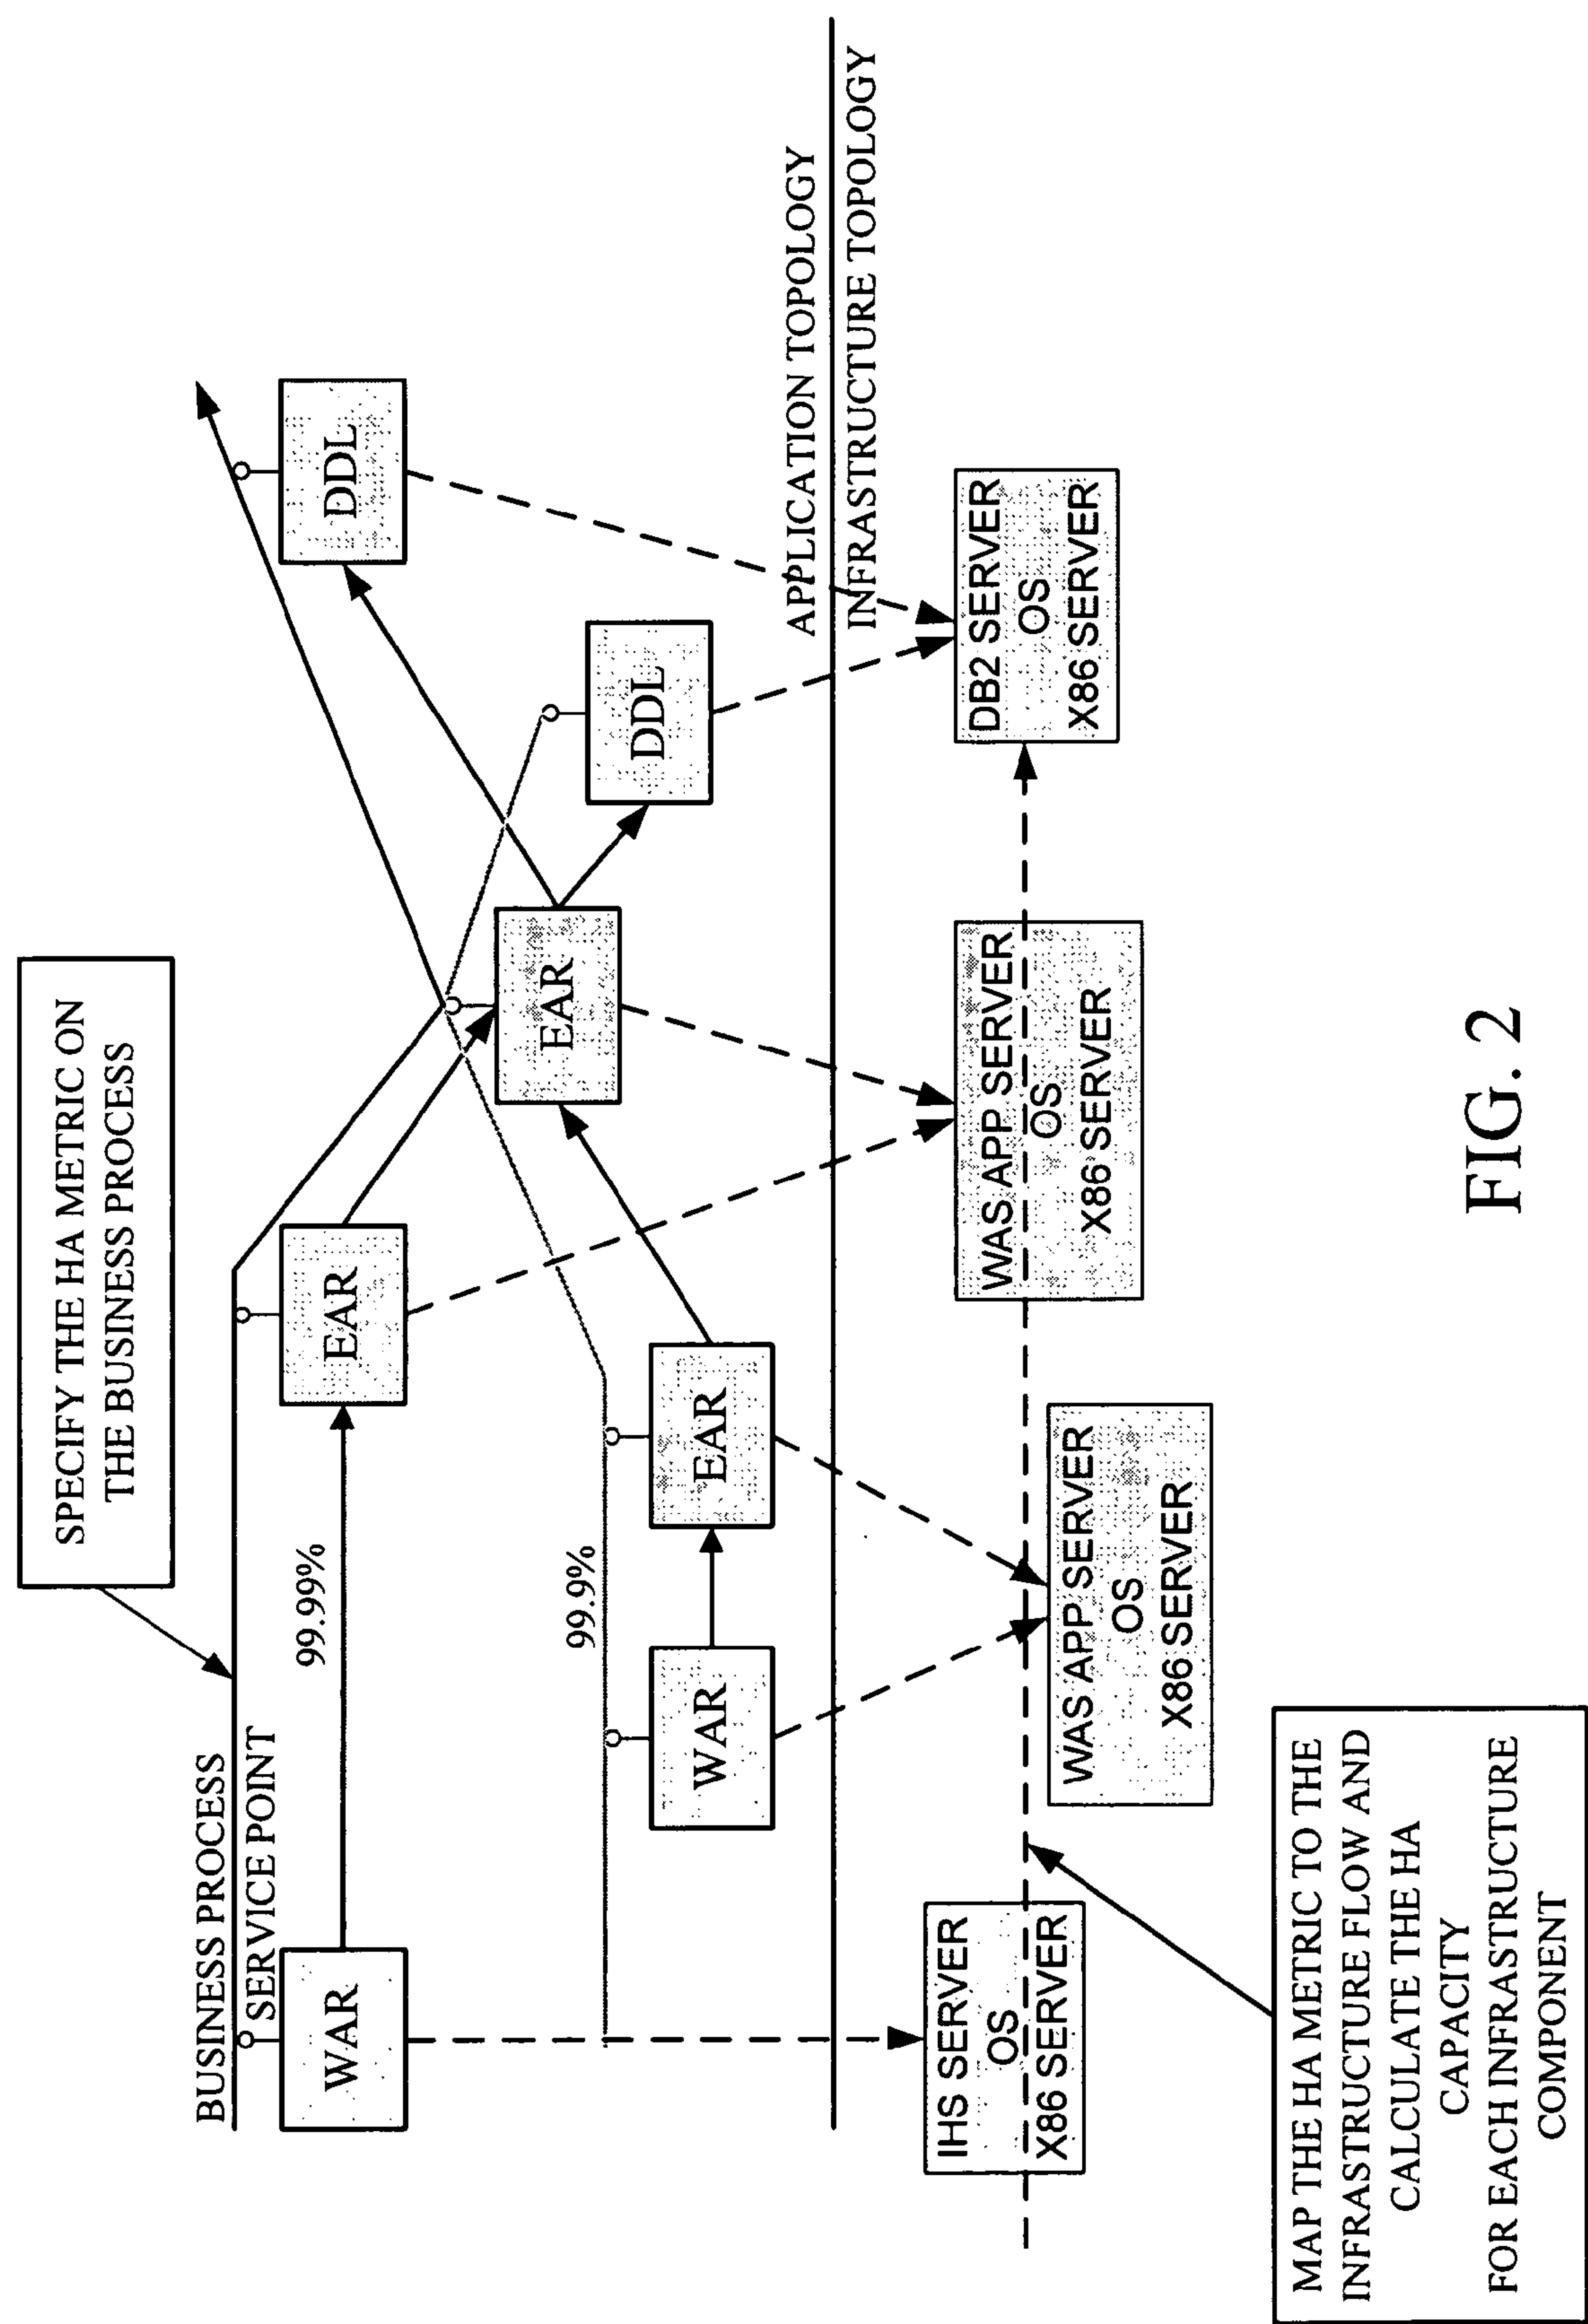 SPECIFY THE HA METRIC ON
THE BUSINESS PROCESS
BUSINESS PROCESS
SERVICE POINT
WAR
99.99%
EAR
DDL
99.9%
WAR
EAR
EAR
DDL
APPLICATION TOPOLOGY
INFRASTRUCTURE TOPOLOGY
IHS SERVER
OS
X86 SERVER
WAS APP SERVER
OS
X86 SERVER
WAS APP SERVER
OS
X86 SERVER
DB2 SERVER
OS
X86 SERVER
MAP THE HA METRIC TO THE
INFRASTRUCTURE FLOW AND
CALCULATE THE HA
CAPACITY
FOR EACH INFRASTRUCTURE
COMPONENT
FIG. 2